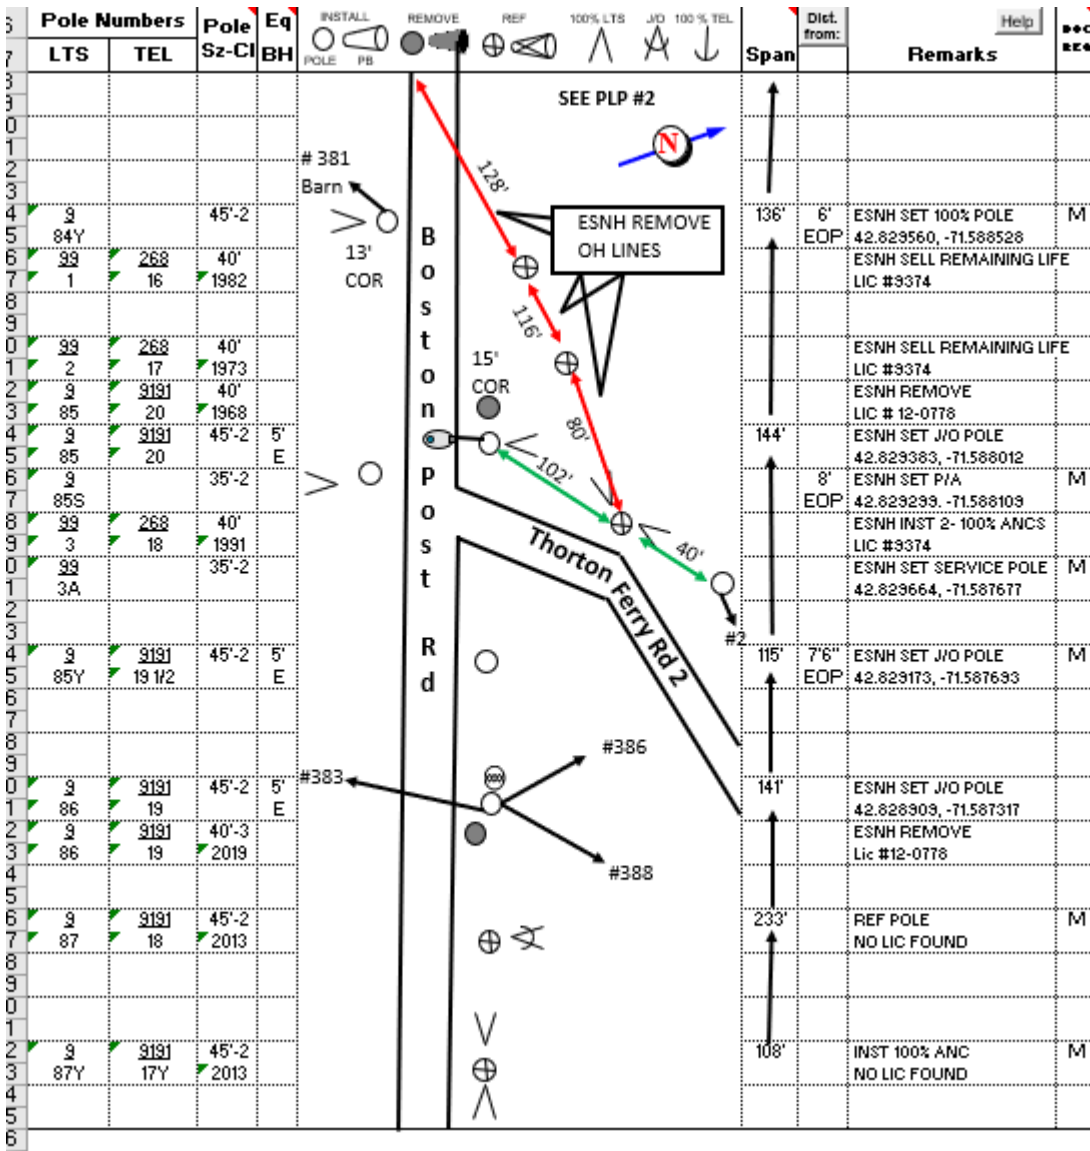 Pole Numbers Pole Eq INSTALL REMOVE REF 100% LTS J/O 100 % TEL Dist. from: Help
LTS TEL Sz-Cl BH POLE PB Span Remarks
SEE PLP #2
N
# 381
Barn
128'
9 45'-2 136' 6' ESNH SET 100% POLE M
84Y EOP 42.829560, -71.588528
ESNH REMOVE
OH LINES
13'
COR
99 268 40' ESNH SELL REMAINING LIFE
1 16 1982 LIC #9374
116'
99 268 40' ESNH SELL REMAINING LIFE
2 17 1973 LIC #9374
15'
COR
9 9191 40' ESNH REMOVE
85 20 1968 LIC # 12-0778
80'
9 9191 45'-2 5' 144' ESNH SET J/O POLE
85 20 E 42.829383, -71.588012
102'
9 35'-2 8' ESNH SET P/A M
85S EOP 42.829299, -71.588109
99 268 40' ESNH INST 2- 100% ANCS
3 18 1991 LIC #9374
40'
99 35'-2 ESNH SET SERVICE POLE M
3A 42.829664, -71.587677
#2
Boston Post Rd
Thorton Ferry Rd 2
9 9191 45'-2 5' 115' 7'6" ESNH SET J/O POLE M
85Y 19 1/2 E EOP 42.829173, -71.587693
#386
#383
9 9191 45'-2 5' 141' ESNH SET J/O POLE
86 19 E 42.828909, -71.587317
9 9191 40'-3 ESNH REMOVE
86 19 2019 Lic #12-0778
#388
9 9191 45'-2 233' REF POLE M
87 18 2013 NO LIC FOUND
9 9191 45'-2 108' INST 100% ANC M
87Y 17Y 2013 NO LIC FOUND